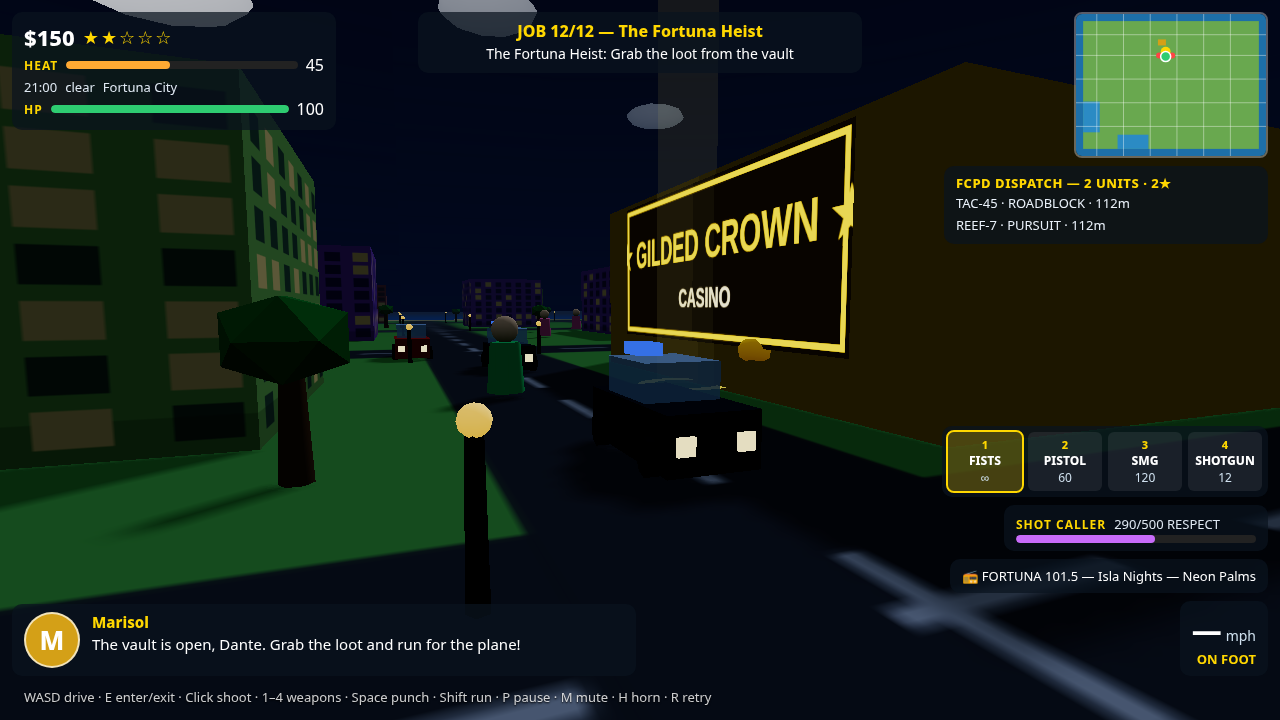 $150 ★★☆☆☆
HEAT 45
21:00 clear Fortuna City
HP 100
JOB 12/12 — The Fortuna Heist
The Fortuna Heist: Grab the loot from the vault
FCPD DISPATCH — 2 UNITS · 2★
TAC-45 · ROADBLOCK · 112m
REEF-7 · PURSUIT · 112m
★ GILDED CROWN ★
CASINO
1 2 3 4
FISTS PISTOL SMG SHOTGUN
∞ 60 120 12
SHOT CALLER 290/500 RESPECT
📻 FORTUNA 101.5 — Isla Nights — Neon Palms
— mph
ON FOOT
M
Marisol
The vault is open, Dante. Grab the loot and run for the plane!
WASD drive · E enter/exit · Click shoot · 1–4 weapons · Space punch · Shift run · P pause · M mute · H horn · R retry